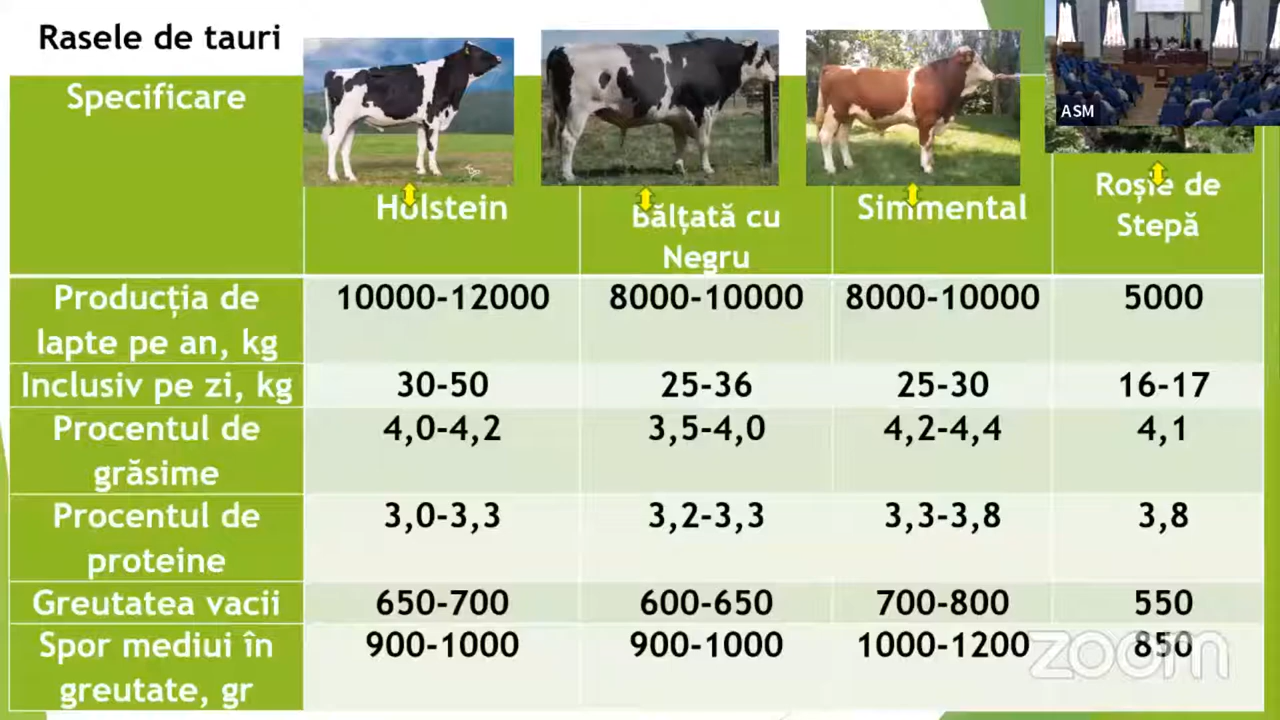 Rasele de tauri
ASM
Specificare
Holstein
Bălțată cu
Negru
Simmental
Roșie de
Stepă
Producția de
lapte pe an, kg
10000-12000
8000-10000
8000-10000
5000
Inclusiv pe zi, kg
30-50
25-36
25-30
16-17
Procentul de
grăsime
4,0-4,2
3,5-4,0
4,2-4,4
4,1
Procentul de
proteine
3,0-3,3
3,2-3,3
3,3-3,8
3,8
Greutatea vacii
650-700
600-650
700-800
550
Spor mediui în
greutate, gr
900-1000
900-1000
1000-1200
850
zoom